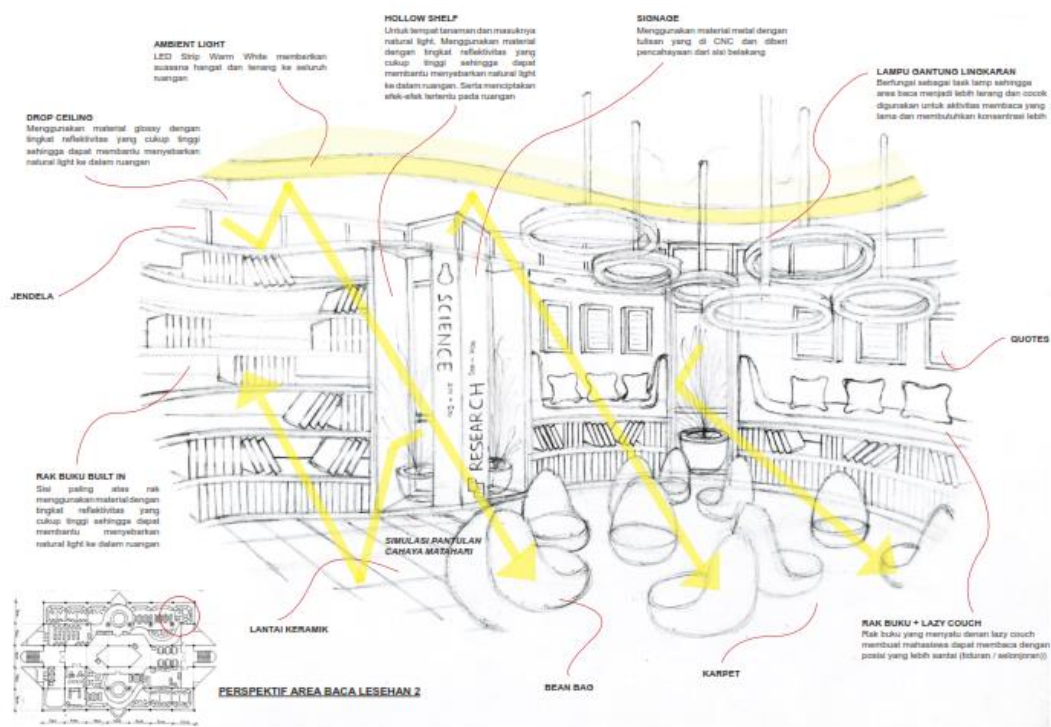 HOLLOW SHELF
Untuk tempat tanaman dan masuknya
natural light. Menggunakan material
dengan tingkat reflektivitas yang
cukup tinggi sehingga dapat
membantu menyebarkan natural light
ke dalam ruangan. Serta menciptakan
efek-efek tertentu pada ruangan
SIGNAGE
Menggunakan material metal dengan
tulisan yang di CNC dan diberi
pencahayaan dari sisi belakang
AMBIENT LIGHT
LED Strip Warm White memberikan
suasana hangat dan tenang ke seluruh
ruangan
LAMPU GANTUNG LINGKARAN
Berfungsi sebagai task lamp sehingga
area baca menjadi lebih terang dan cocok
digunakan untuk aktivitas membaca yang
lama dan membutuhkan konsentrasi lebih
DROP CEILING
Menggunakan material glossy dengan
tingkat reflektivitas yang cukup tinggi
sehingga dapat membantu menyebarkan
natural light ke dalam ruangan
JENDELA
QUOTES
SCIENCE
RESEARCH
RAK BUKU BUILT IN
Sisi paling atas rak
menggunakan material dengan
tingkat reflektivitas yang
cukup tinggi sehingga dapat
membantu menyebarkan
natural light ke dalam ruangan
SIMULASI PANTULAN
CAHAYA MATAHARI
LANTAI KERAMIK
RAK BUKU + LAZY COUCH
Rak buku yang menyatu denan lazy couch
membuat mahasiswa dapat membaca dengan
posisi yang lebih santai (tiduran / selonjoran))
KARPET
BEAN BAG
PERSPEKTIF AREA BACA LESEHAN 2